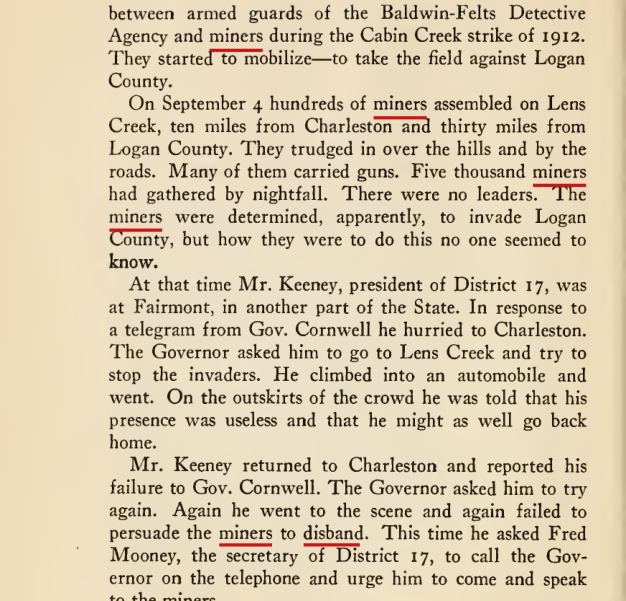 between armed guards of the Baldwin-Felts Detective
Agency and miners during the Cabin Creek strike of 1912.
They started to mobilize—to take the field against Logan
County.
On September 4 hundreds of miners assembled on Lens
Creek, ten miles from Charleston and thirty miles from
Logan County. They trudged in over the hills and by the
roads. Many of them carried guns. Five thousand miners
had gathered by nightfall. There were no leaders. The
miners were determined, apparently, to invade Logan
County, but how they were to do this no one seemed to
know.
At that time Mr. Keeney, president of District 17, was
at Fairmont, in another part of the State. In response to
a telegram from Gov. Cornwell he hurried to Charleston.
The Governor asked him to go to Lens Creek and try to
stop the invaders. He climbed into an automobile and
went. On the outskirts of the crowd he was told that his
presence was useless and that he might as well go back
home.
Mr. Keeney returned to Charleston and reported his
failure to Gov. Cornwell. The Governor asked him to try
again. Again he went to the scene and again failed to
persuade the miners to disband. This time he asked Fred
Mooney, the secretary of District 17, to call the Gov-
ernor on the telephone and urge him to come and speak
to the miners.